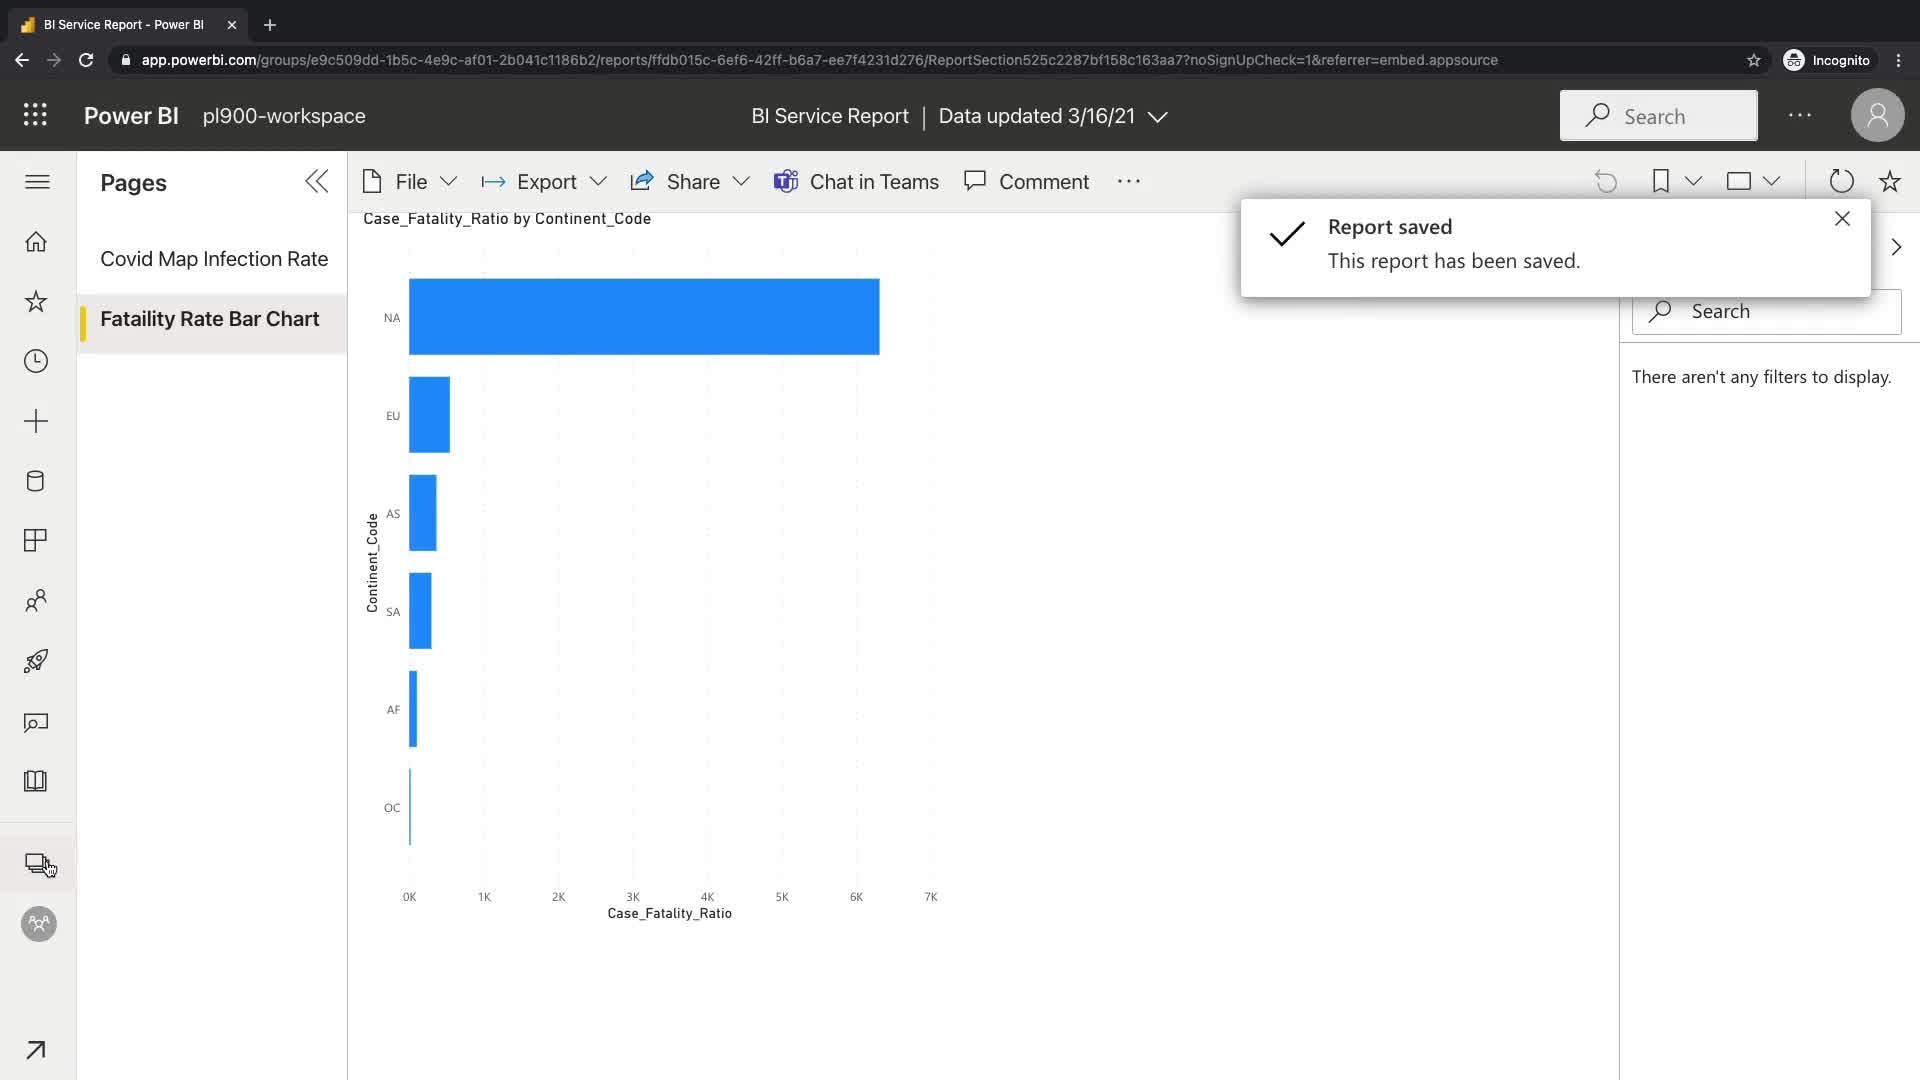 BI Service Report - Power BI
app.powerbi.com/groups/e9c509dd-1b5c-4e9c-af01-2b041c1186b2/reports/ffdb015c-6ef6-42ff-b6a7-ee7f4231d276/ReportSection525c2287bf158c163aa7?noSignUpCheck=1&referrer=embed.appsource
Incognito
Power BI pl900-workspace
BI Service Report | Data updated 3/16/21
Search
Pages
File Export Share Chat in Teams Comment
Covid Map Infection Rate
Fataility Rate Bar Chart
Case_Fatality_Ratio by Continent_Code
Report saved
This report has been saved.
Search
There aren't any filters to display.
Continent_Code
NA
EU
AS
SA
AF
OC
0K 1K 2K 3K 4K 5K 6K 7K
Case_Fatality_Ratio